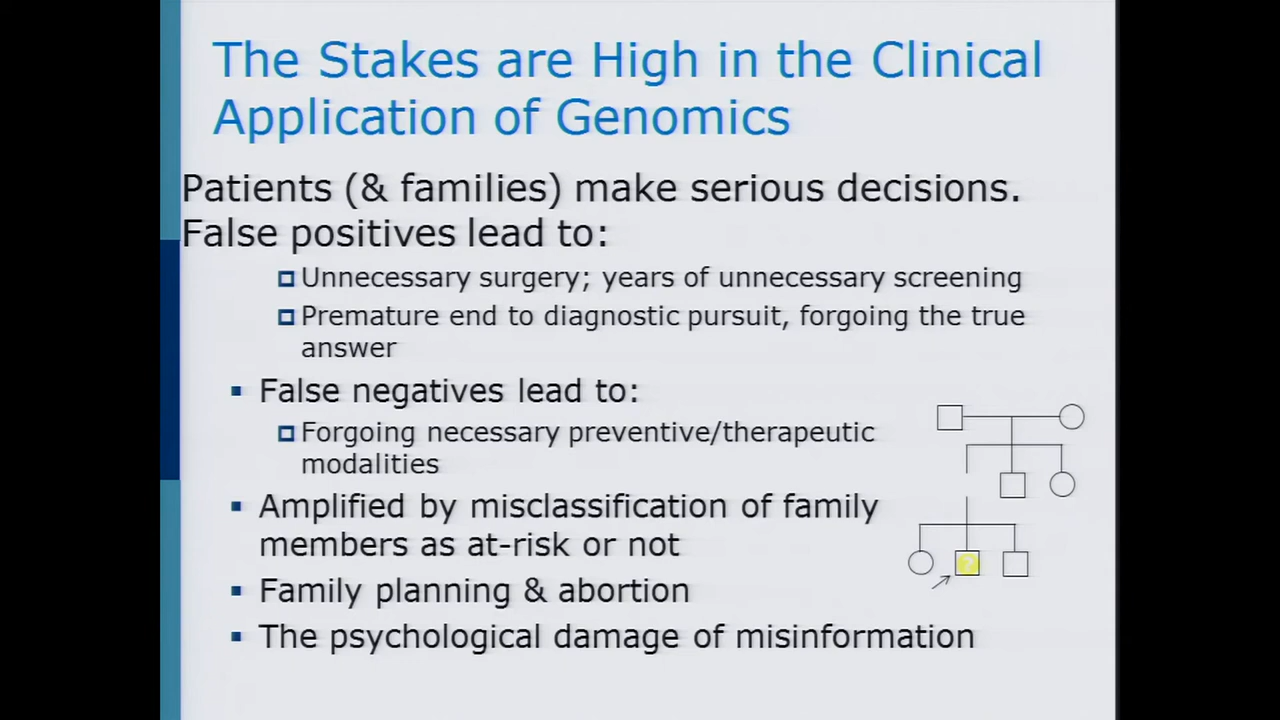 The Stakes are High in the Clinical
Application of Genomics
Patients (& families) make serious decisions.
False positives lead to:
Unnecessary surgery; years of unnecessary screening
Premature end to diagnostic pursuit, forgoing the true
answer
False negatives lead to:
Forgoing necessary preventive/therapeutic
modalities
Amplified by misclassification of family
members as at-risk or not
Family planning & abortion
The psychological damage of misinformation
?